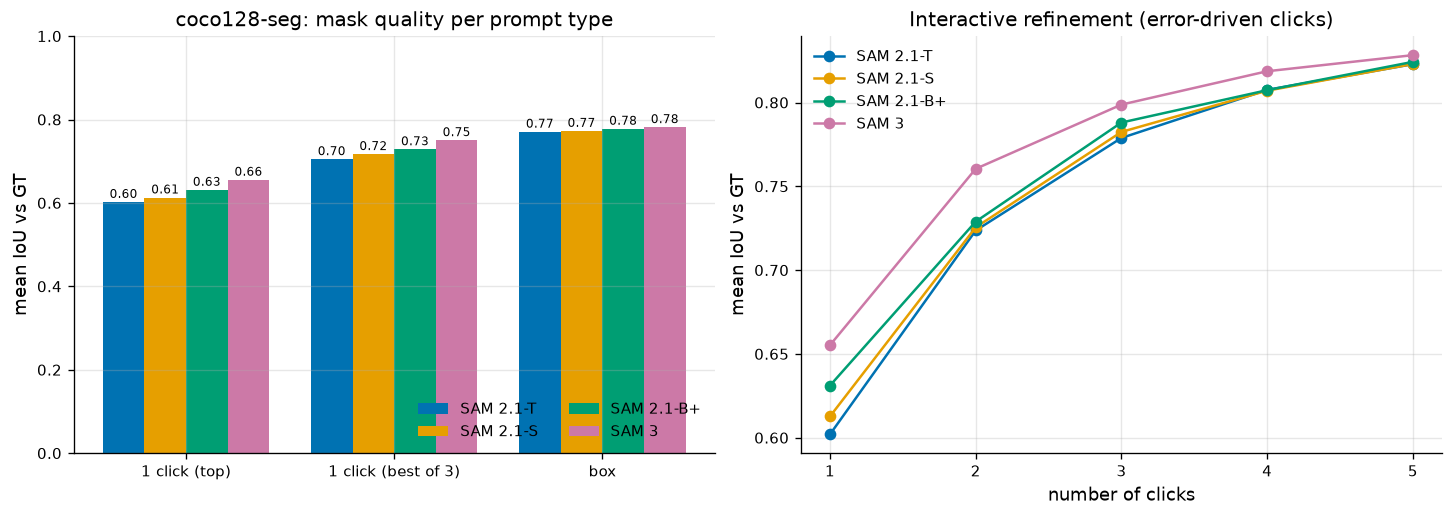 coco128-seg: mask quality per prompt type
mean IoU vs GT
1.0
0.8
0.6
0.4
0.2
0.0
0.60
0.61
0.63
0.66
0.70
0.72
0.73
0.75
0.77
0.77
0.78
0.78
SAM 2.1-T
SAM 2.1-S
SAM 2.1-B+
SAM 3
1 click (top)
1 click (best of 3)
box
Interactive refinement (error-driven clicks)
mean IoU vs GT
0.80
0.75
0.70
0.65
0.60
SAM 2.1-T
SAM 2.1-S
SAM 2.1-B+
SAM 3
1
2
3
4
5
number of clicks